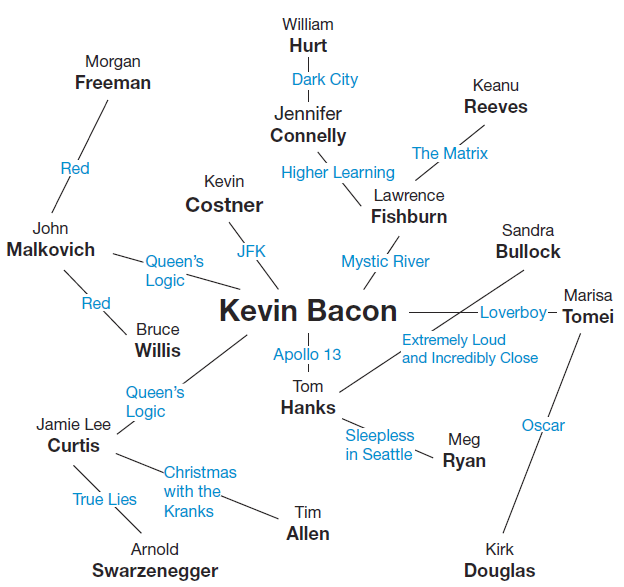 William
Hurt
Dark City
Morgan
Freeman
Keanu
Reeves
Jennifer
Connelly
The Matrix
Red
Higher Learning
Kevin
Costner
Lawrence
Fishburn
John
Malkovich
Sandra
Bullock
JFK
Queen's
Logic
Mystic River
Marisa
Tomei
Red
Kevin Bacon
Loverboy
Bruce
Willis
Apollo 13
Extremely Loud
and Incredibly Close
Tom
Hanks
Queen's
Logic
Jamie Lee
Curtis
Sleepless
in Seattle
Meg
Ryan
Oscar
Christmas
with the
Kranks
True Lies
Tim
Allen
Arnold
Swarzenegger
Kirk
Douglas